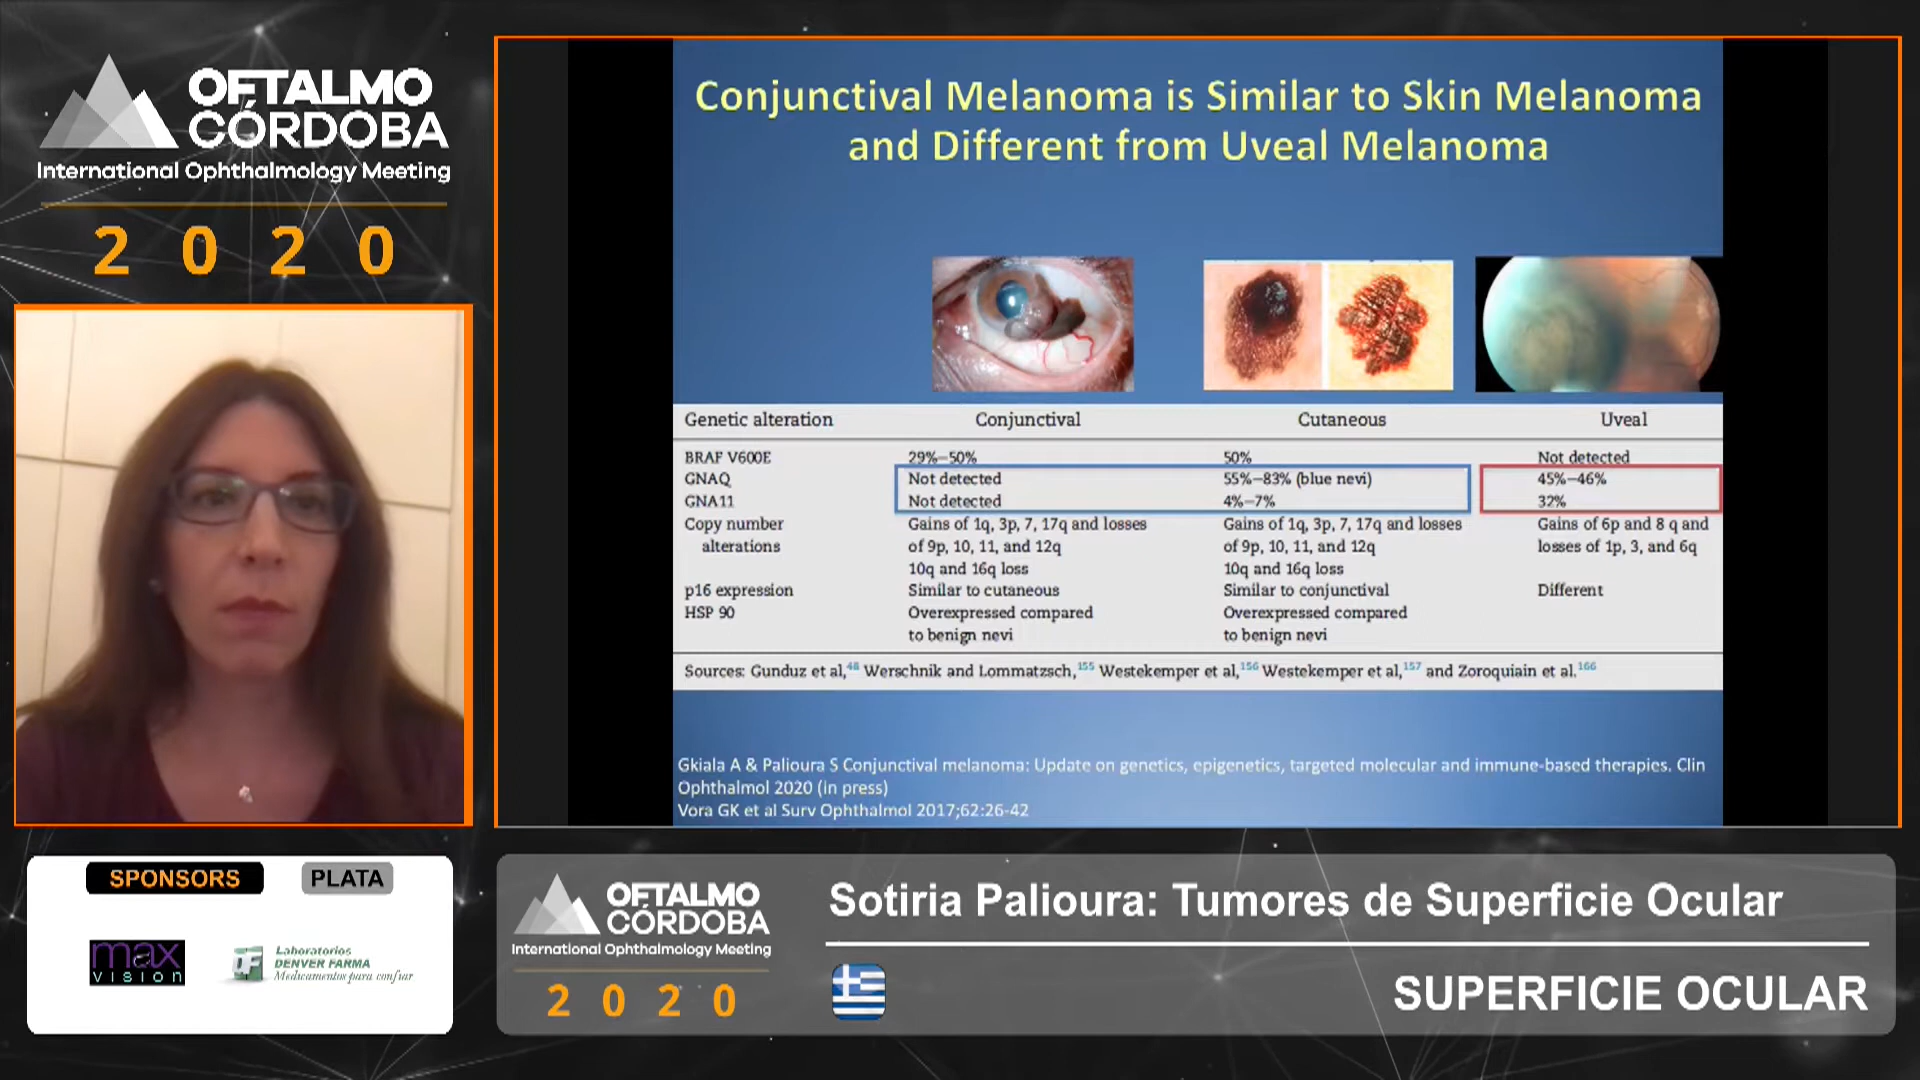 OFTALMO
CÓRDOBA
International Ophthalmology Meeting
2020
SPONSORS
PLATA
max
vision
DF
Laboratorios
DENVER FARMA
Medicamentos para confiar
Conjunctival Melanoma is Similar to Skin Melanoma
and Different from Uveal Melanoma
Genetic alteration Conjunctival Cutaneous Uveal
BRAF V600E 29%–50% 50% Not detected
GNAQ Not detected 55%–83% (blue nevi) 45%–46%
GNA11 Not detected 4%–7% 32%
Copy number Gains of 1q, 3p, 7, 17q and losses Gains of 1q, 3p, 7, 17q and losses Gains of 6p and 8 q and
alterations of 9p, 10, 11, and 12q of 9p, 10, 11, and 12q losses of 1p, 3, and 6q
10q and 16q loss 10q and 16q loss
p16 expression Similar to cutaneous Similar to conjunctival Different
HSP 90 Overexpressed compared Overexpressed compared
to benign nevi to benign nevi
Sources: Gunduz et al,48 Werschnik and Lommatzsch,155 Westekemper et al,156 Westekemper et al,157 and Zoroquiain et al.166
Gkiala A & Palioura S Conjunctival melanoma: Update on genetics, epigenetics, targeted molecular and immune-based therapies. Clin
Ophthalmol 2020 (in press)
Vora GK et al Surv Ophthalmol 2017;62:26-42
OFTALMO
CÓRDOBA
International Ophthalmology Meeting
2020
Sotiria Palioura: Tumores de Superficie Ocular
SUPERFICIE OCULAR